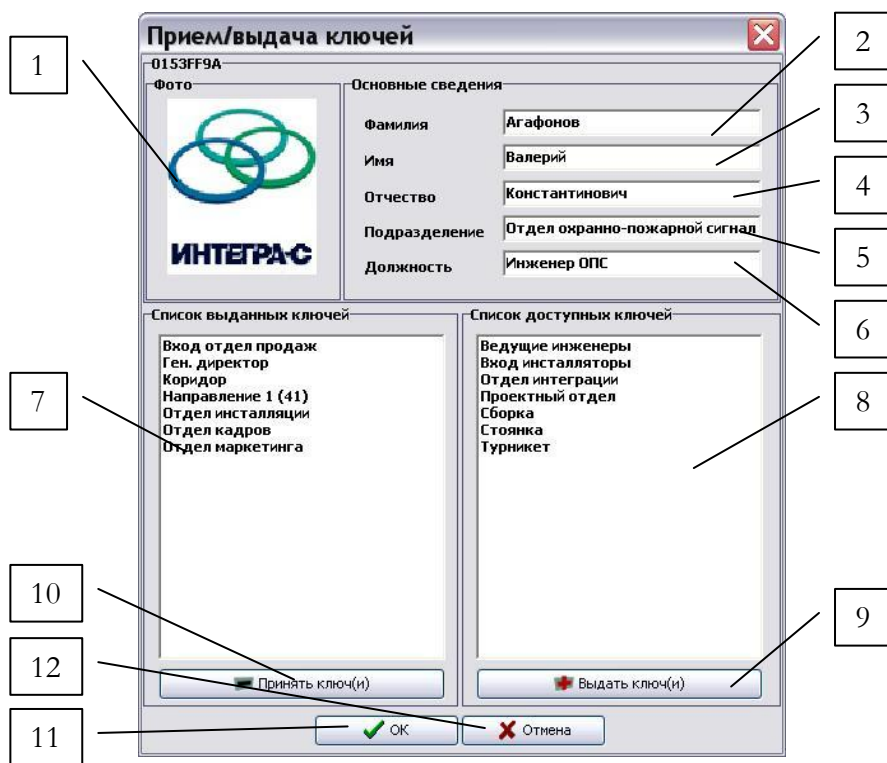 Прием/выдача ключей
0153FF9A
Фото
ИНТЕГРА-С
Основные сведения
Фамилия Агафонов
Имя Валерий
Отчество Константинович
Подразделение Отдел охранно-пожарной сигнал
Должность Инженер ОПС
Список выданных ключей
Вход отдел продаж
Ген. директор
Коридор
Направление 1 (41)
Отдел инсталляции
Отдел кадров
Отдел маркетинга
Принять ключ(и)
Список доступных ключей
Ведущие инженеры
Вход инсталляторы
Отдел интеграции
Проектный отдел
Сборка
Стоянка
Турникет
Выдать ключ(и)
OK
Отмена
1
7
10
12
11
2
3
4
5
6
8
9